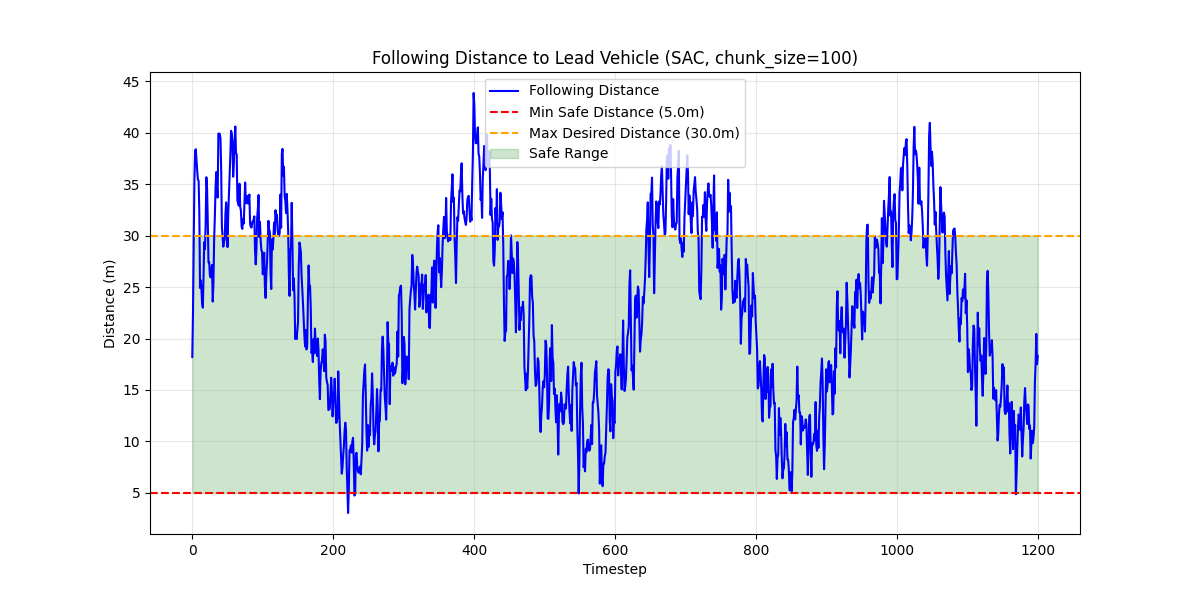 Following Distance to Lead Vehicle (SAC, chunk_size=100)
Following Distance
Min Safe Distance (5.0m)
Max Desired Distance (30.0m)
Safe Range
Distance (m)
45
40
35
30
25
20
15
10
5
0 200 400 600 800 1000 1200
Timestep